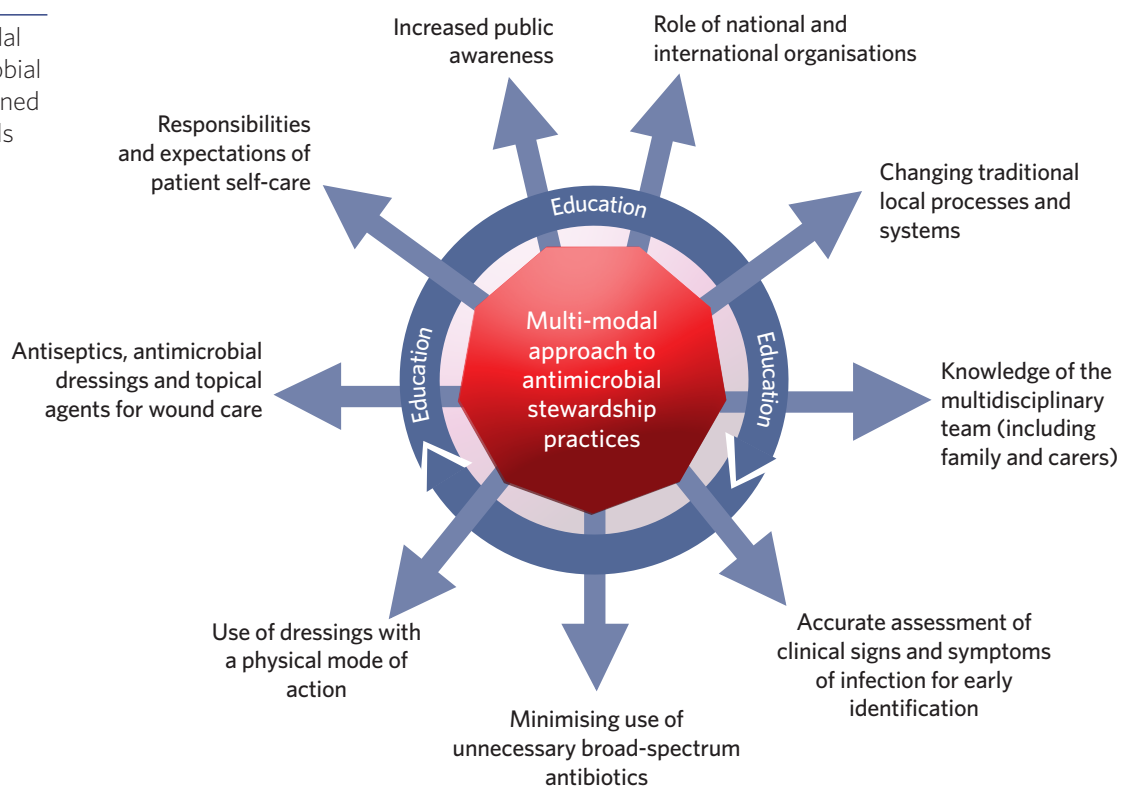 dal
obial
ned
ls
Increased public
awareness
Role of national and
international organisations
Responsibilities
and expectations of
patient self-care
Changing traditional
local processes and
systems
Education
Education
Education
Multi-modal
approach to
antimicrobial
stewardship
practices
Antiseptics, antimicrobial
dressings and topical
agents for wound care
Knowledge of the
multidisciplinary
team (including
family and carers)
Use of dressings with
a physical mode of
action
Accurate assessment of
clinical signs and symptoms
of infection for early
identification
Minimising use of
unnecessary broad-spectrum
antibiotics